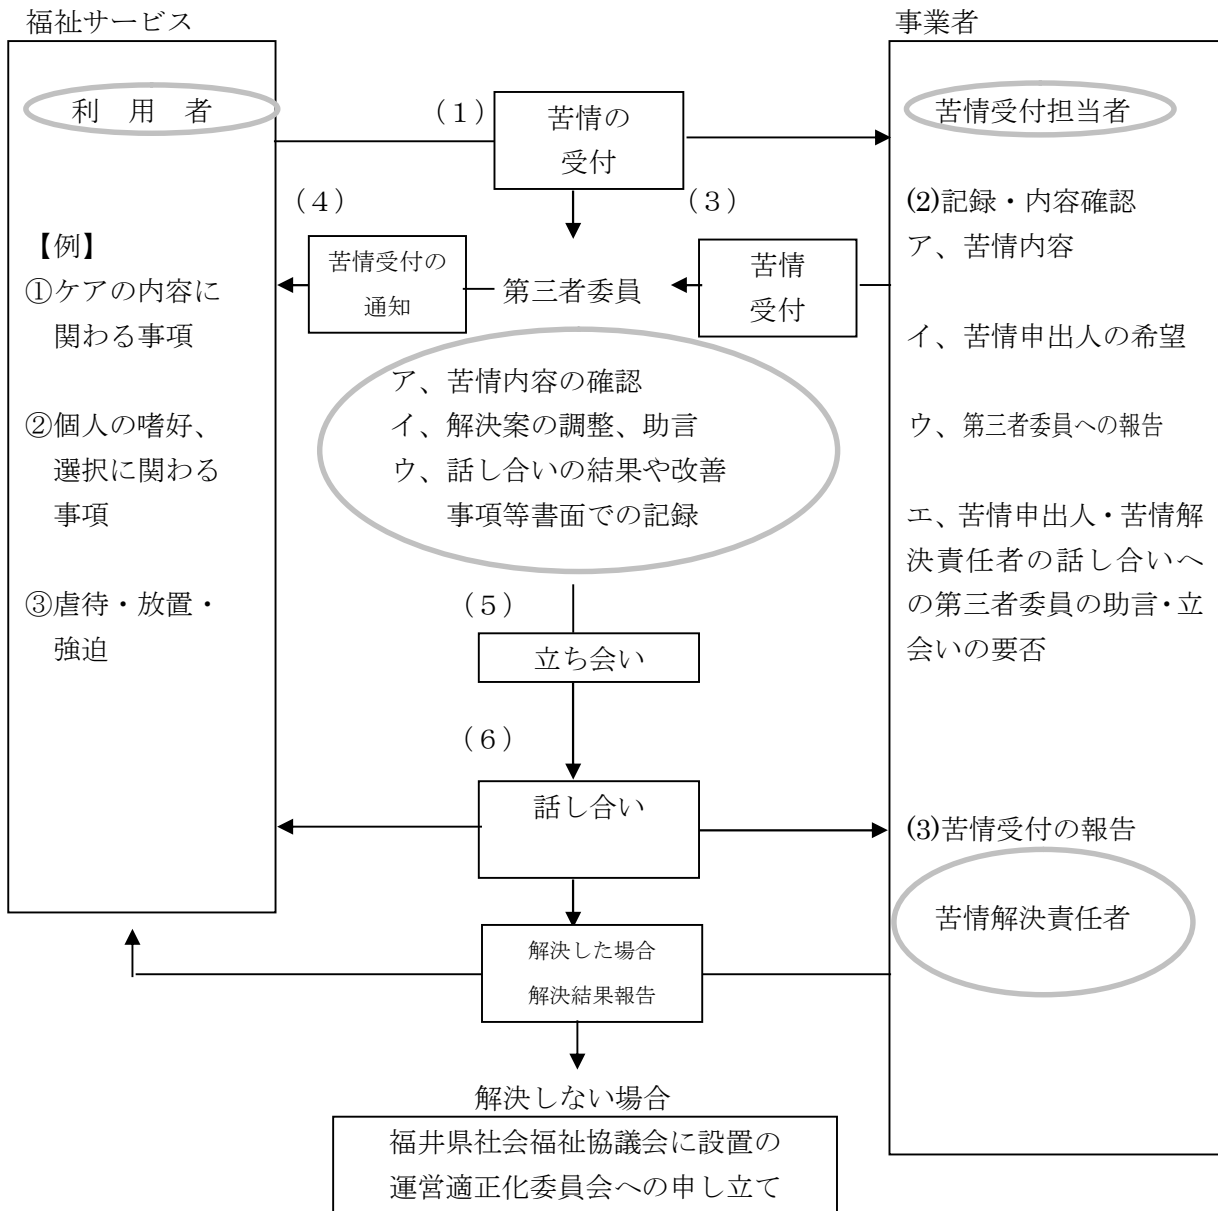 福祉サービス
利 用 者
【例】
①ケアの内容に
関わる事項
②個人の嗜好、
選択に関わる
事項
③虐待・放置・
強迫
(1)
苦情の
受付
(4)
苦情受付の
通知
第三者委員
(3)
苦情
受付
ア、苦情内容の確認
イ、解決案の調整、助言
ウ、話し合いの結果や改善
事項等書面での記録
(5)
立ち会い
(6)
話し合い
解決した場合
解決結果報告
解決しない場合
福井県社会福祉協議会に設置の
運営適正化委員会への申し立て
事業者
苦情受付担当者
(2)記録・内容確認
ア、苦情内容
イ、苦情申出人の希望
ウ、第三者委員への報告
エ、苦情申出人・苦情解
決責任者の話し合いへ
の第三者委員の助言・立
会いの要否
(3)苦情受付の報告
苦情解決責任者